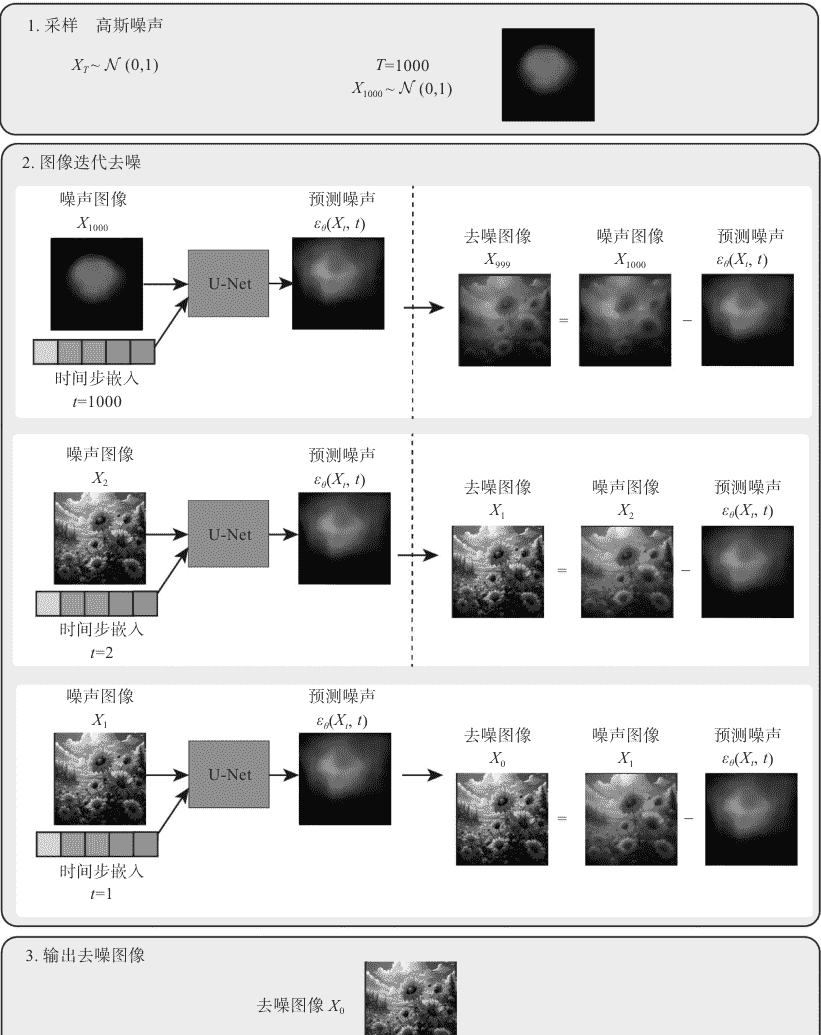 1. 采样 高斯噪声
X_T ~ 𝒩 (0,1)
T=1000
X_1000 ~ 𝒩 (0,1)
2. 图像迭代去噪
噪声图像
X_1000
U-Net
预测噪声
ε_θ(X_t, t)
时间步嵌入
t=1000
去噪图像
X_999
=
噪声图像
X_1000
−
预测噪声
ε_θ(X_t, t)
噪声图像
X_2
U-Net
预测噪声
ε_θ(X_t, t)
时间步嵌入
t=2
去噪图像
X_1
=
噪声图像
X_2
−
预测噪声
ε_θ(X_t, t)
噪声图像
X_1
U-Net
预测噪声
ε_θ(X_t, t)
时间步嵌入
t=1
去噪图像
X_0
=
噪声图像
X_1
−
预测噪声
ε_θ(X_t, t)
3. 输出去噪图像
去噪图像 X_0